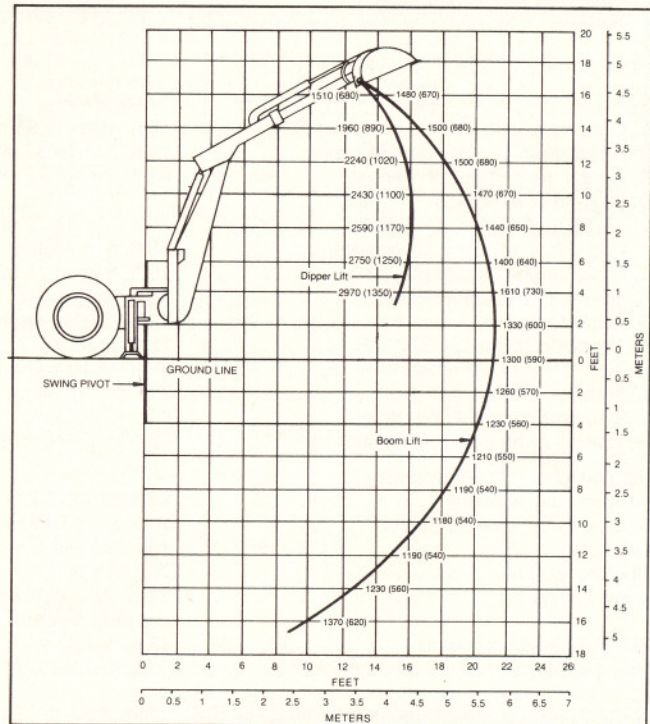 20 5.5
18 5
1510 (680) 1480 (670) 16 4.5
1960 (890) 1500 (680) 14 4
2240 (1020) 1500 (680) 12 3.5
2430 (1100) 1470 (670) 10 3
2.5
2590 (1170) 1440 (650) 8
2
2750 (1250) 1400 (640) 6
Dipper Lift 1.5
2970 (1350) 1610 (730) 4 1
1330 (600) 2 0.5
0
GROUND LINE 1300 (590) 0
SWING PIVOT 0.5
1260 (570) 2 1
1230 (560) 4
Boom Lift 1.5
1210 (550) 6 2
1190 (540) 8 2.5
1180 (540) 10 3
1190 (540) 12 3.5
4
1230 (560) 14
4.5
1370 (620) 16 5
18
FEET
METERS
0 2 4 6 8 10 12 14 16 18 20 22 24 26
FEET
0 0.5 1 1.5 2 2.5 3 3.5 4 4.5 5 5.5 6 6.5 7
METERS